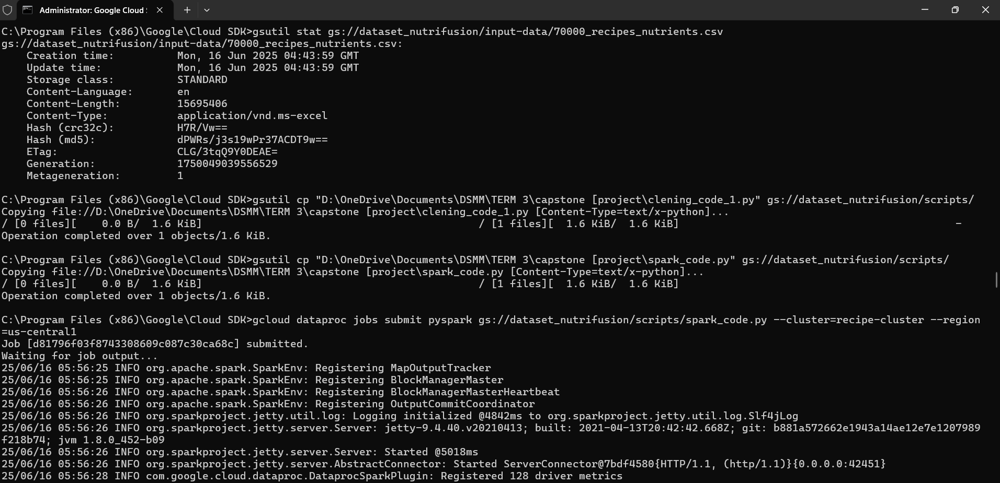 Administrator: Google Cloud S
C:\Program Files (x86)\Google\Cloud SDK>gsutil stat gs://dataset_nutrifusion/input-data/70000_recipes_nutrients.csv
gs://dataset_nutrifusion/input-data/70000_recipes_nutrients.csv:
    Creation time:          Mon, 16 Jun 2025 04:43:59 GMT
    Update time:            Mon, 16 Jun 2025 04:43:59 GMT
    Storage class:          STANDARD
    Content-Language:       en
    Content-Length:         15695406
    Content-Type:           application/vnd.ms-excel
    Hash (crc32c):          H7R/Vw==
    Hash (md5):             dPWRs/j3s19wPr37ACDT9w==
    ETag:                   CLG/3tqQ9Y0DEAE=
    Generation:             1750049039556529
    Metageneration:         1
C:\Program Files (x86)\Google\Cloud SDK>gsutil cp "D:\OneDrive\Documents\DSMM\TERM 3\capstone [project\clening_code_1.py" gs://dataset_nutrifusion/scripts/
Copying file://D:\OneDrive\Documents\DSMM\TERM 3\capstone [project\clening_code_1.py [Content-Type=text/x-python]...
/ [0 files][    0.0 B/  1.6 KiB]                                            / [1 files][  1.6 KiB/  1.6 KiB]                                            -
Operation completed over 1 objects/1.6 KiB.
C:\Program Files (x86)\Google\Cloud SDK>gsutil cp "D:\OneDrive\Documents\DSMM\TERM 3\capstone [project\spark_code.py" gs://dataset_nutrifusion/scripts/
Copying file://D:\OneDrive\Documents\DSMM\TERM 3\capstone [project\spark_code.py [Content-Type=text/x-python]...
/ [0 files][    0.0 B/  1.6 KiB]                                            / [1 files][  1.6 KiB/  1.6 KiB]
Operation completed over 1 objects/1.6 KiB.
C:\Program Files (x86)\Google\Cloud SDK>gcloud dataproc jobs submit pyspark gs://dataset_nutrifusion/scripts/spark_code.py --cluster=recipe-cluster --region
=us-central1
Job [d81796f03f8743308609c087c30ca68c] submitted.
Waiting for job output...
25/06/16 05:56:25 INFO org.apache.spark.SparkEnv: Registering MapOutputTracker
25/06/16 05:56:25 INFO org.apache.spark.SparkEnv: Registering BlockManagerMaster
25/06/16 05:56:26 INFO org.apache.spark.SparkEnv: Registering BlockManagerMasterHeartbeat
25/06/16 05:56:26 INFO org.apache.spark.SparkEnv: Registering OutputCommitCoordinator
25/06/16 05:56:26 INFO org.sparkproject.jetty.util.log: Logging initialized @4842ms to org.sparkproject.jetty.util.log.Slf4jLog
25/06/16 05:56:26 INFO org.sparkproject.jetty.server.Server: jetty-9.4.40.v20210413; built: 2021-04-13T20:42:42.668Z; git: b881a572662e1943a14ae12e7e1207989
f218b74; jvm 1.8.0_452-b09
25/06/16 05:56:26 INFO org.sparkproject.jetty.server.Server: Started @5018ms
25/06/16 05:56:26 INFO org.sparkproject.jetty.server.AbstractConnector: Started ServerConnector@7bdf4580{HTTP/1.1, (http/1.1)}{0.0.0.0:42451}
25/06/16 05:56:28 INFO com.google.cloud.dataproc.DataprocSparkPlugin: Registered 128 driver metrics